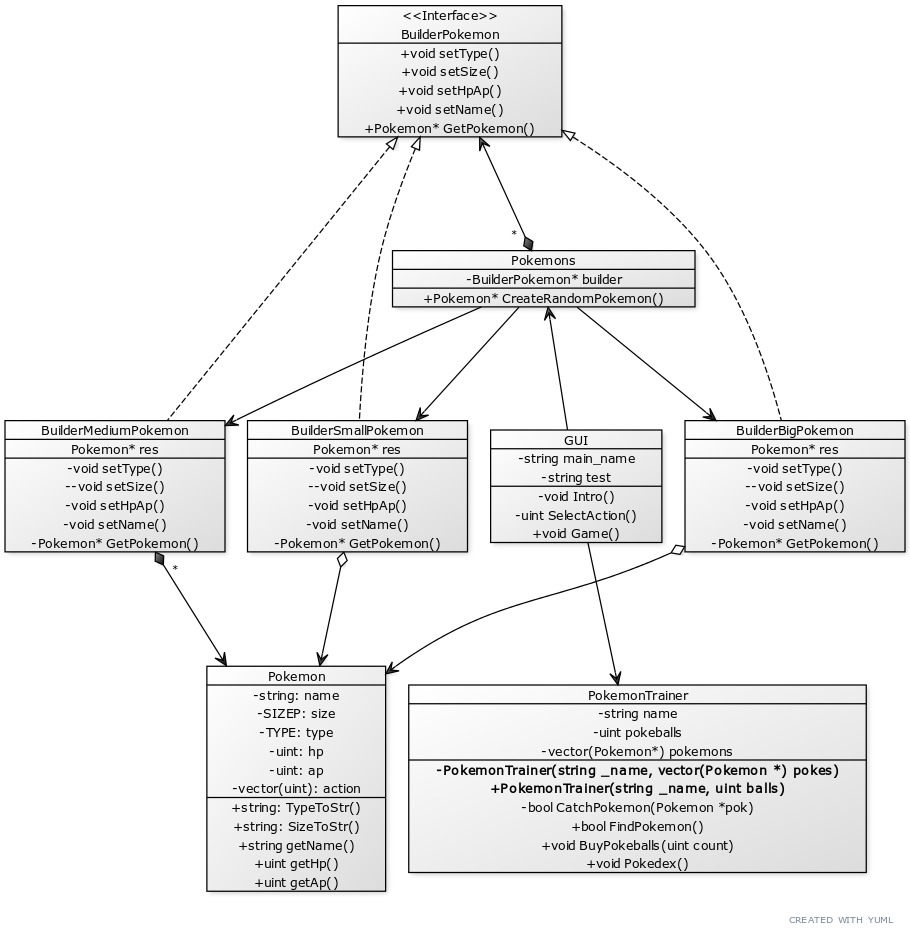 <<Interface>>
BuilderPokemon
+void setType()
+void setSize()
+void setHpAp()
+void setName()
+Pokemon* GetPokemon()
*
Pokemons
-BuilderPokemon* builder
+Pokemon* CreateRandomPokemon()
BuilderMediumPokemon
Pokemon* res
-void setType()
--void setSize()
-void setHpAp()
-void setName()
-Pokemon* GetPokemon()
*
BuilderSmallPokemon
Pokemon* res
-void setType()
--void setSize()
-void setHpAp()
-void setName()
-Pokemon* GetPokemon()
GUI
-string main_name
-string test
-void Intro()
-uint SelectAction()
+void Game()
BuilderBigPokemon
Pokemon* res
-void setType()
--void setSize()
-void setHpAp()
-void setName()
-Pokemon* GetPokemon()
Pokemon
-string: name
-SIZEP: size
-TYPE: type
-uint: hp
-uint: ap
-vector(uint): action
+string: TypeToStr()
+string: SizeToStr()
+string getName()
+uint getHp()
+uint getAp()
PokemonTrainer
-string name
-uint pokeballs
-vector(Pokemon*) pokemons
-PokemonTrainer(string _name, vector(Pokemon *) pokes)
+PokemonTrainer(string _name, uint balls)
-bool CatchPokemon(Pokemon *pok)
+bool FindPokemon()
+void BuyPokeballs(uint count)
+void Pokedex()
CREATED WITH YUML